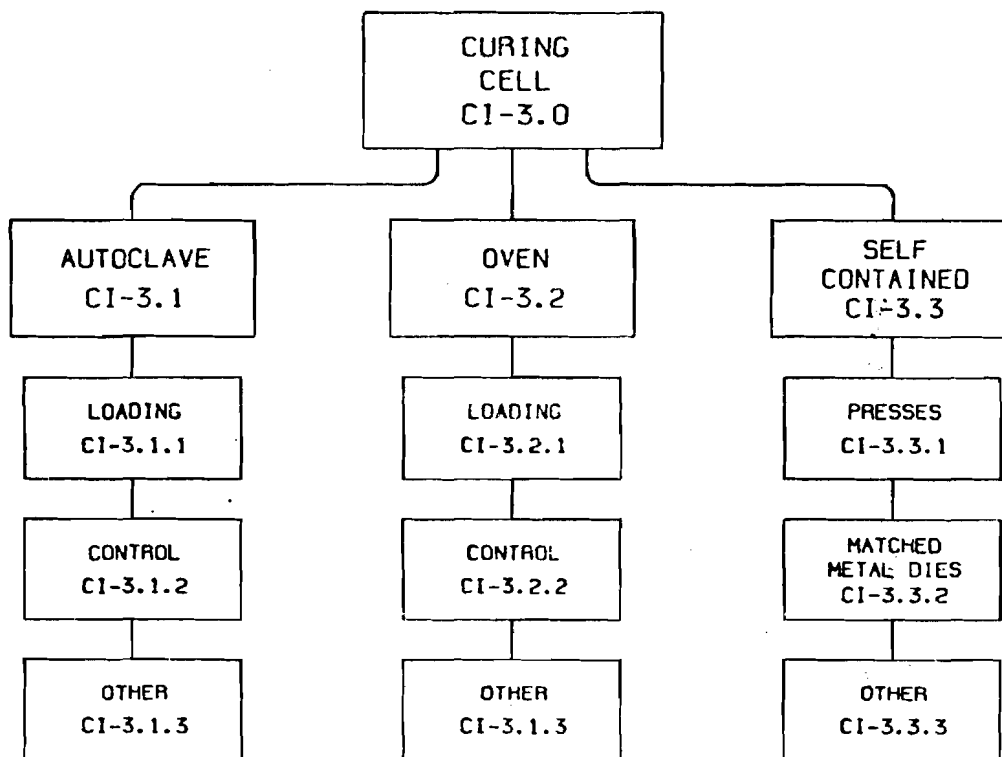 CURING
CELL
CI-3.0
AUTOCLAVE
CI-3.1
LOADING
CI-3.1.1
CONTROL
CI-3.1.2
OTHER
CI-3.1.3
OVEN
CI-3.2
LOADING
CI-3.2.1
CONTROL
CI-3.2.2
OTHER
CI-3.1.3
SELF
CONTAINED
CI-3.3
PRESSES
CI-3.3.1
MATCHED
METAL DIES
CI-3.3.2
OTHER
CI-3.3.3